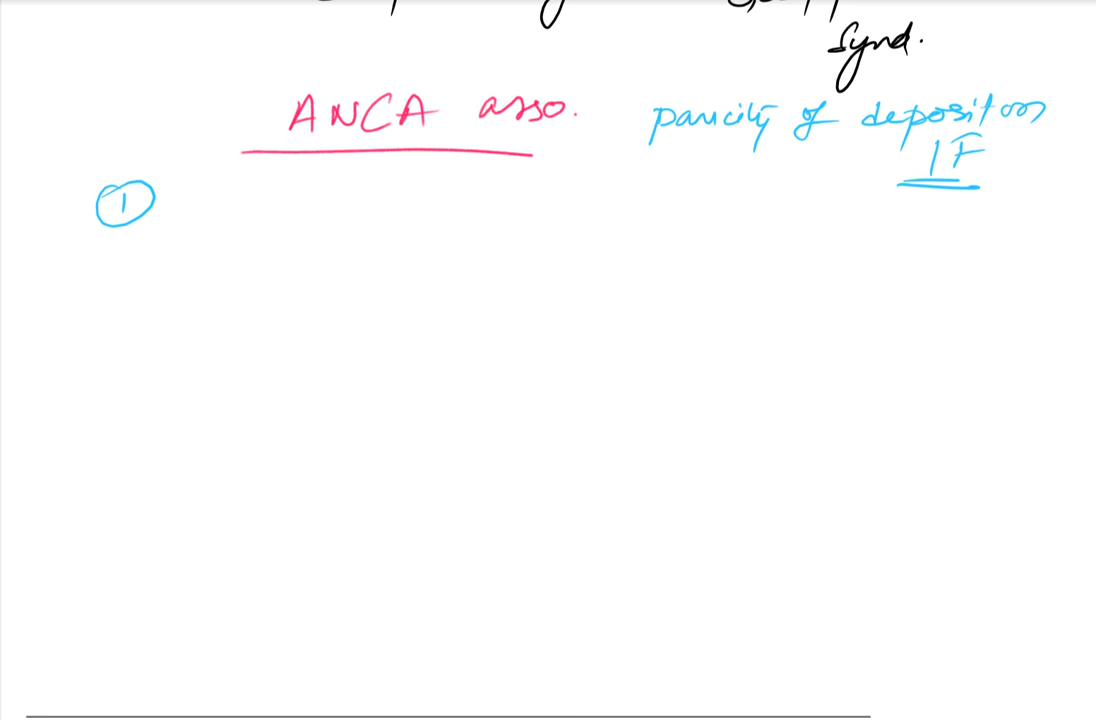 Synd.
ANCA asso. paucity of deposition
IF
①